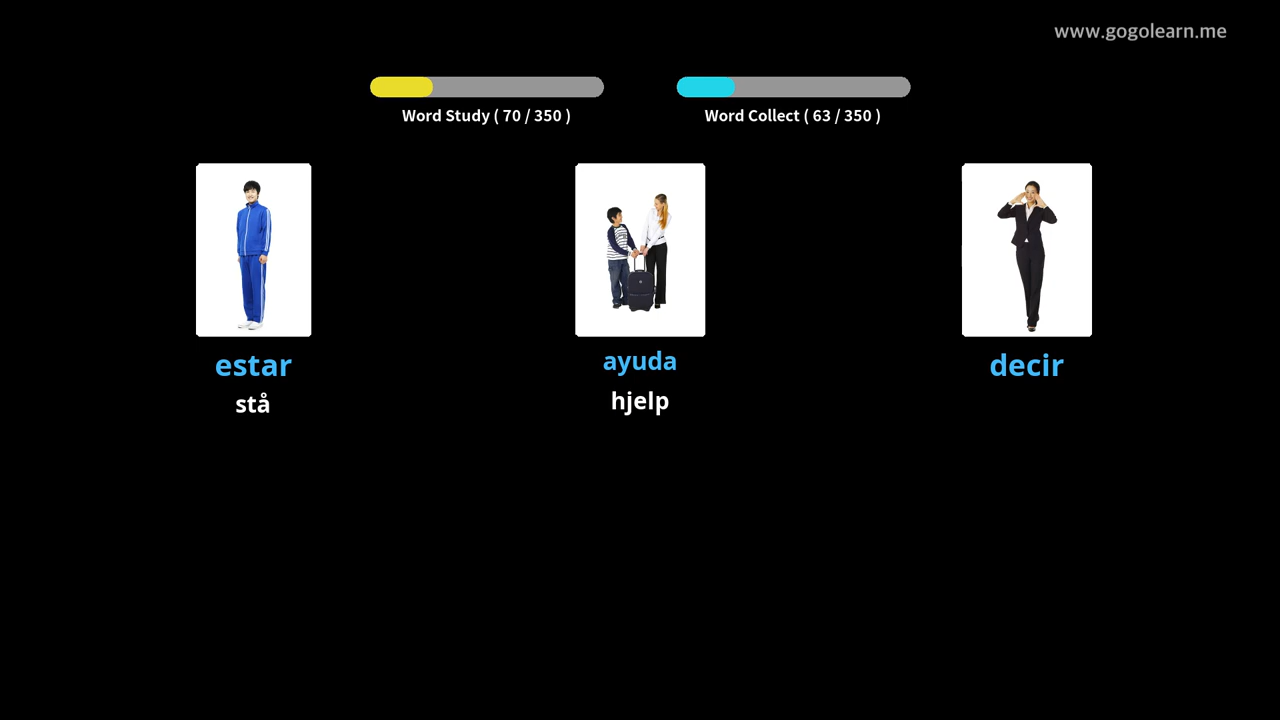 www.gogolearn.me
Word Study ( 70 / 350 )
Word Collect ( 63 / 350 )
estar
stå
ayuda
hjelp
decir